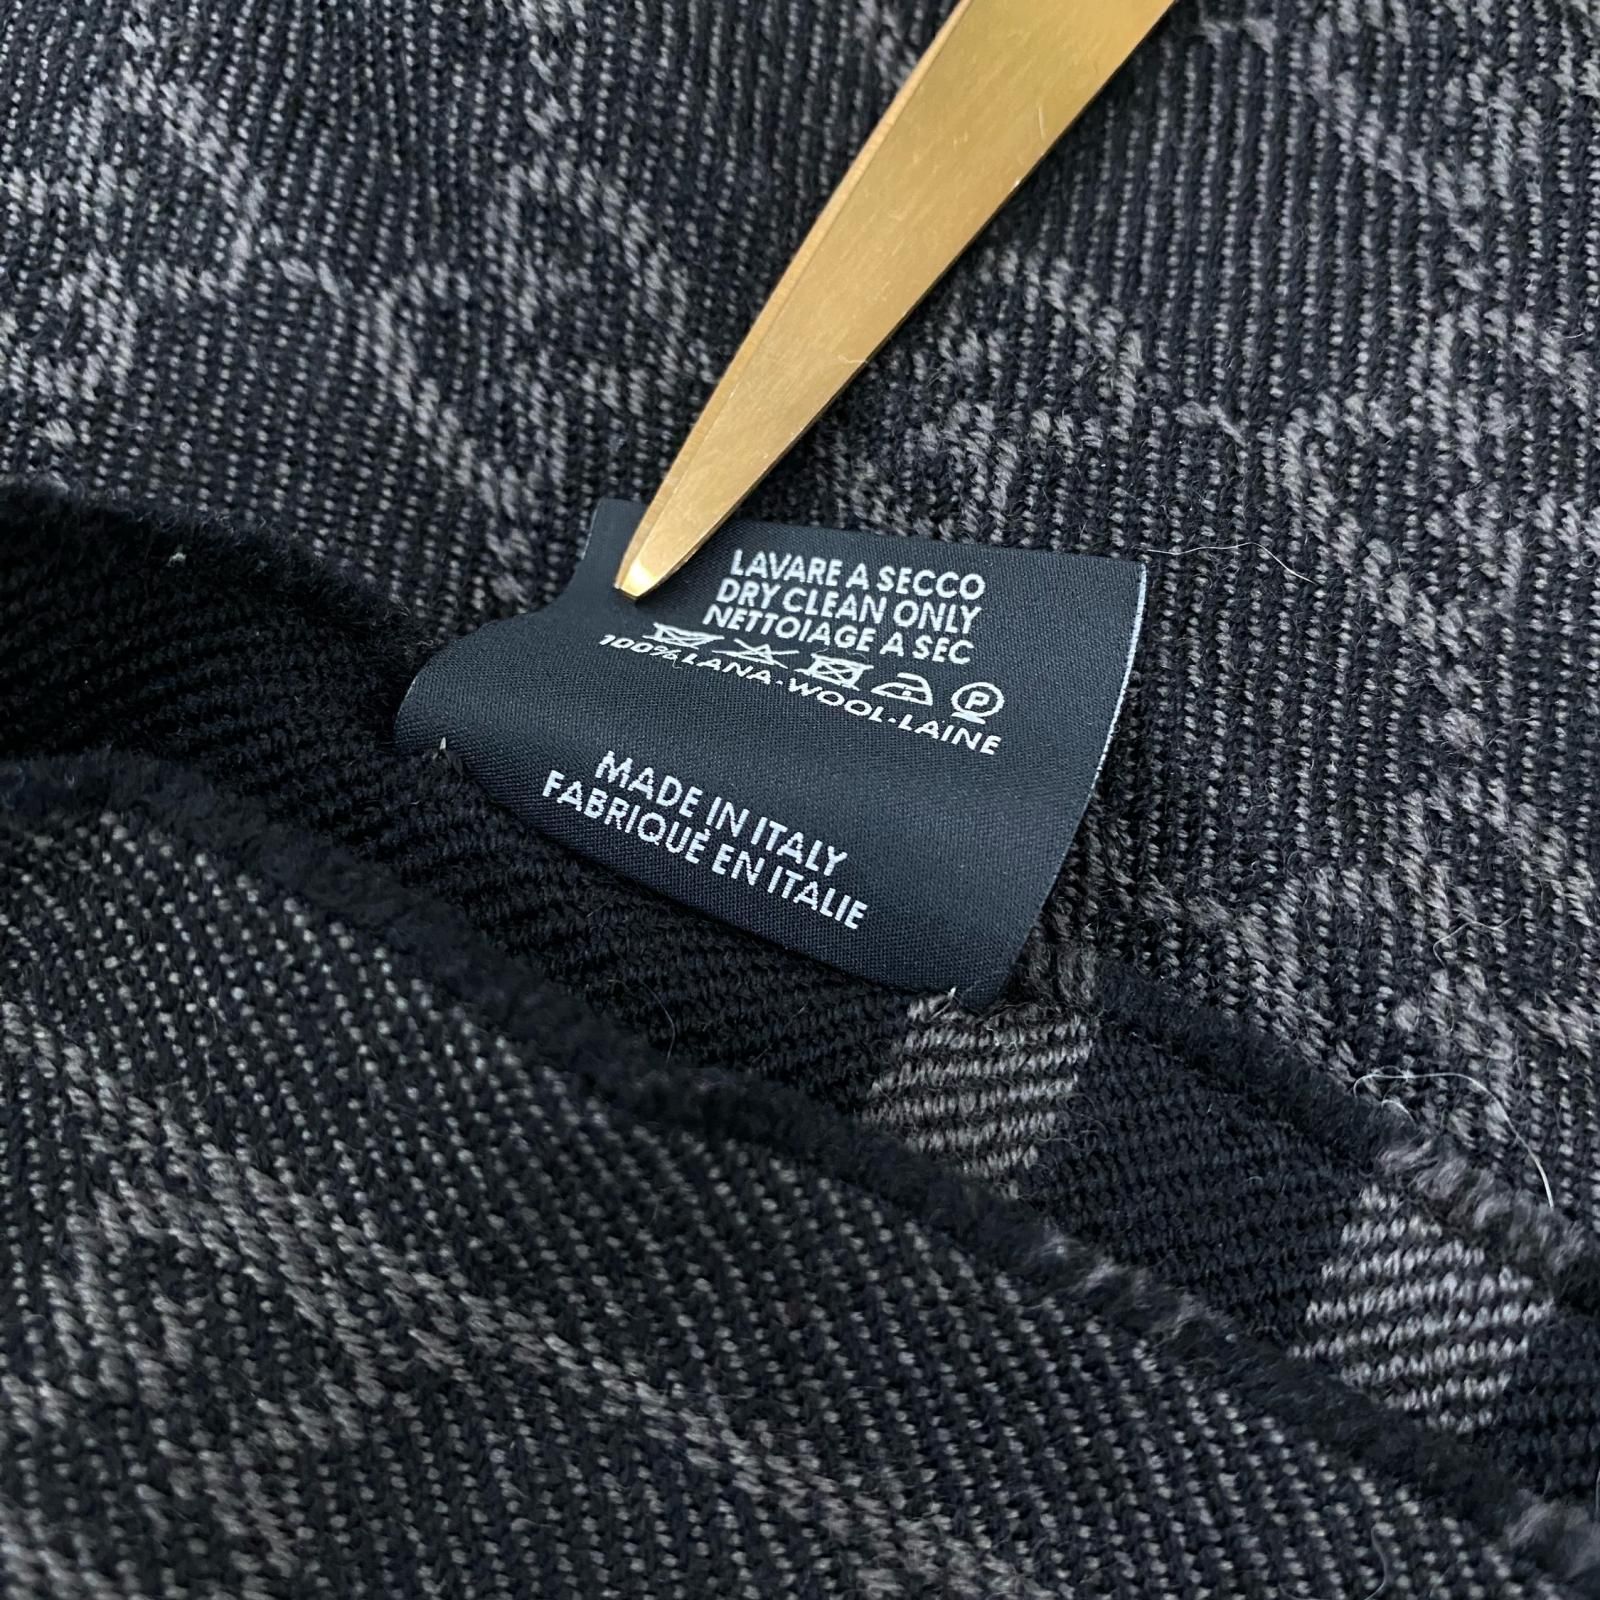 LAVARE A SECCO
DRY CLEAN ONLY
NETTOIAGE A SEC
P
100% LANA·WOOL·LAINE
MADE IN ITALY
FABRIQUÈ EN ITALIE